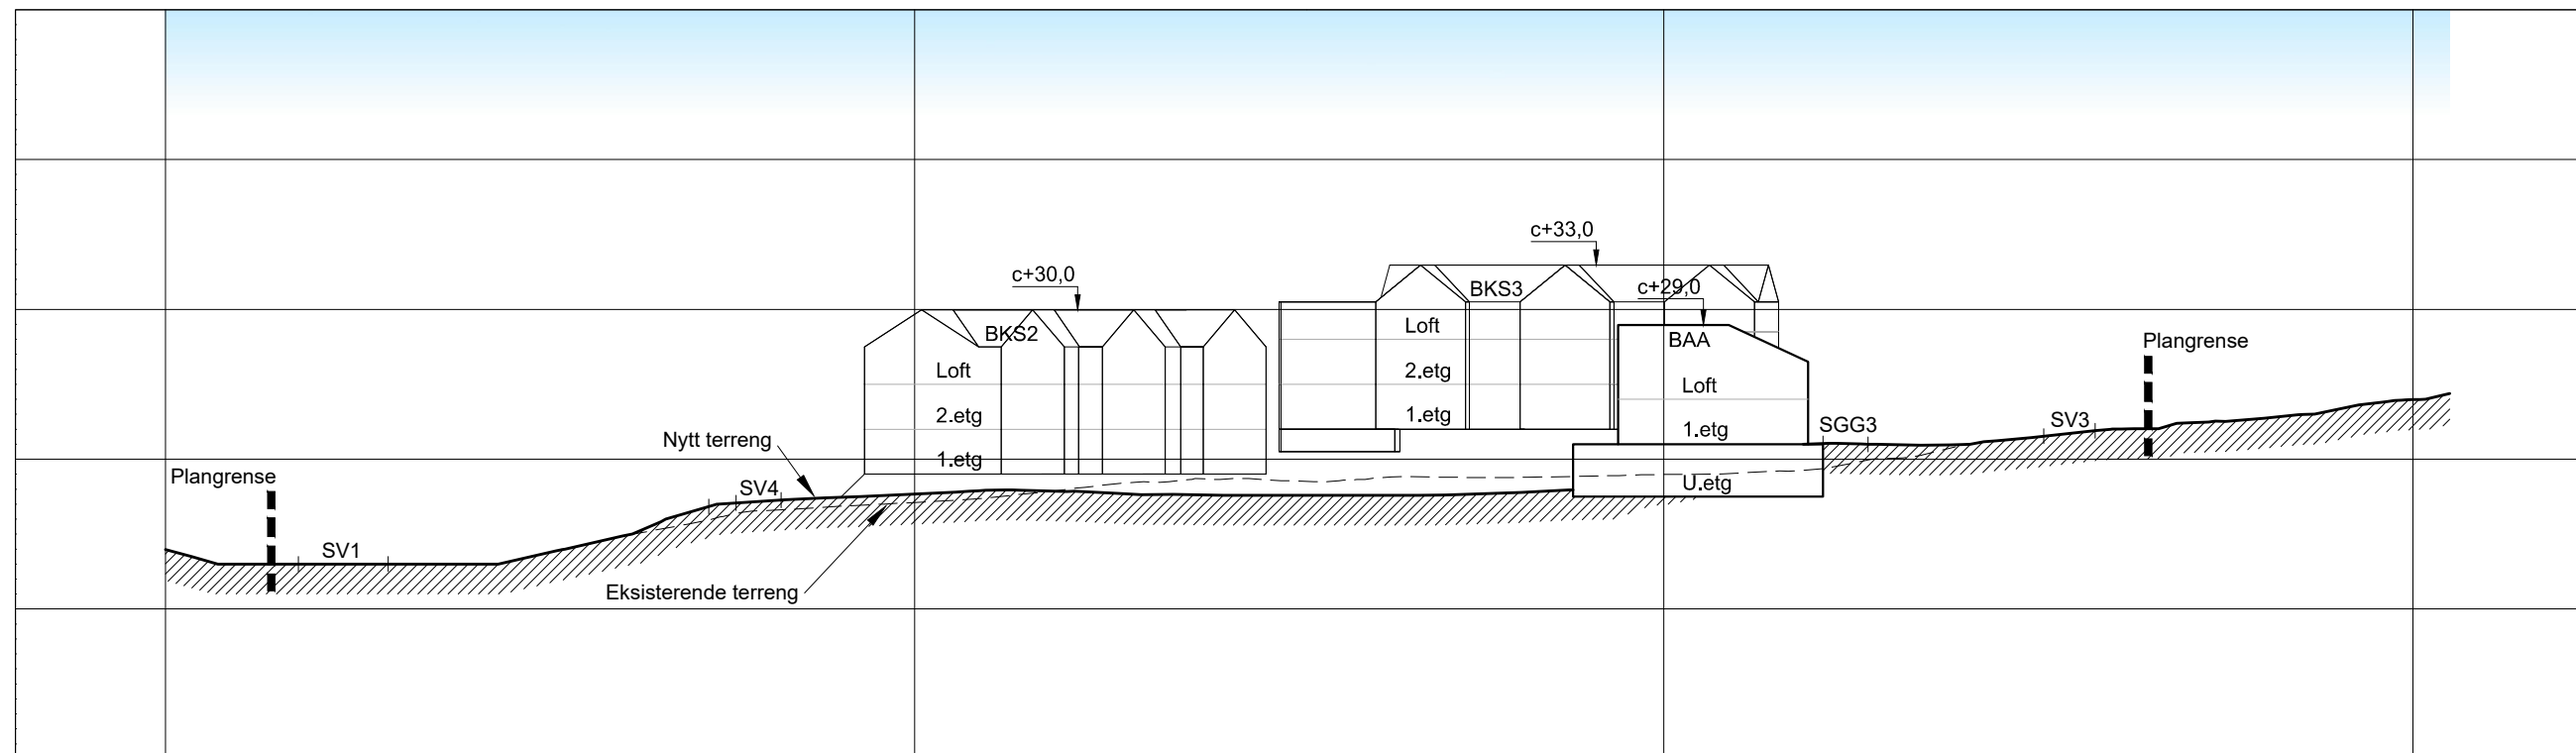 c+33,0
c+30,0
c+29,0
BKS3
BKS2
BAA
Plangrense
Loft
2.etg
1.etg
Loft
2.etg
1.etg
Loft
1.etg
U.etg
SGG3
SV3
Nytt terreng
Plangrense
SV4
SV1
Eksisterende terreng